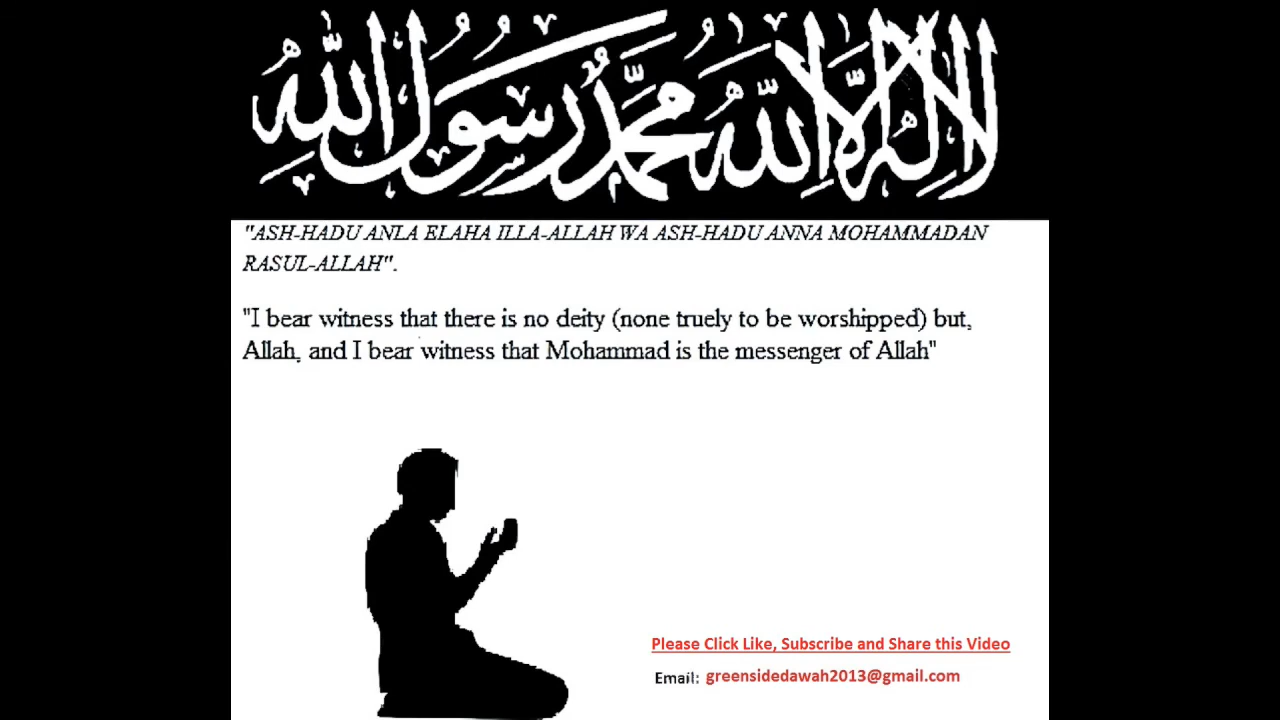 لا إله إلا الله محمد رسول الله
"ASH-HADU ANLA ELAHA ILLA-ALLAH WA ASH-HADU ANNA MOHAMMADAN
RASUL-ALLAH".
"I bear witness that there is no deity (none truely to be worshipped) but,
Allah, and I bear witness that Mohammad is the messenger of Allah"
Please Click Like, Subscribe and Share this Video
Email: greensidedawah2013@gmail.com